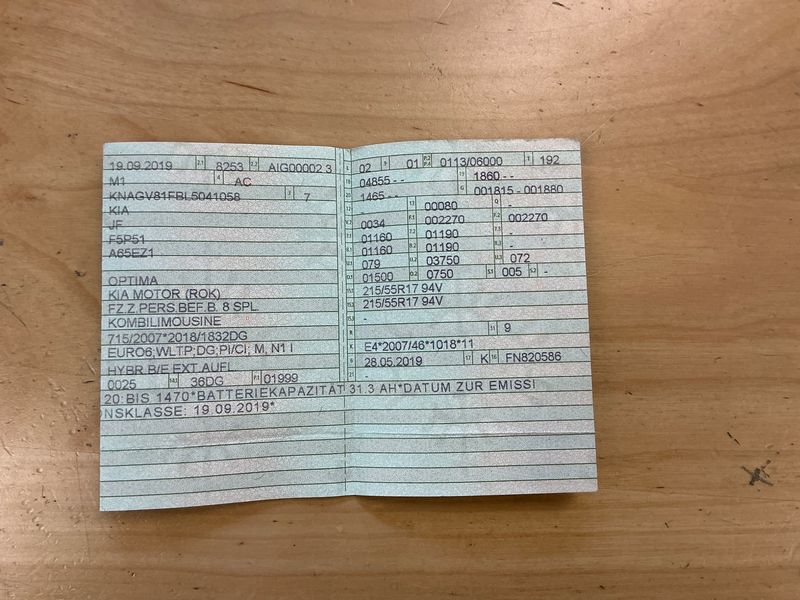 19.09.2019 2.1 8253 2.2 AIG00002 3
M1 4 AC
KNAGV81FBL5041058 3 7
KIA
JF
F5P51
A65EZ1
OPTIMA
KIA MOTOR (ROK)
FZ.Z.PERS.BEF.B. 8 SPL.
KOMBILIMOUSINE
715/2007*2018/1832DG
EURO6;WLTP;DG;PI/CI; M, N1 I
HYBR.B/E EXT.AUFL
0025 36DG 01999
02 01 0113/06000 192
04855 - - 1860 - -
1465 - - 001815 - 001880
- 00080 -
0034 002270 002270
01160 01190 -
01160 01190 -
079 03750 072
01500 0750 005 -
215/55R17 94V
215/55R17 94V
-
R 11 9
K E4*2007/46*1018*11
28.05.2019 17 K 16 FN820586
20:BIS 1470*BATTERIEKAPAZITÄT 31.3 AH*DATUM ZUR EMISSI
ONSKLASSE: 19.09.2019*